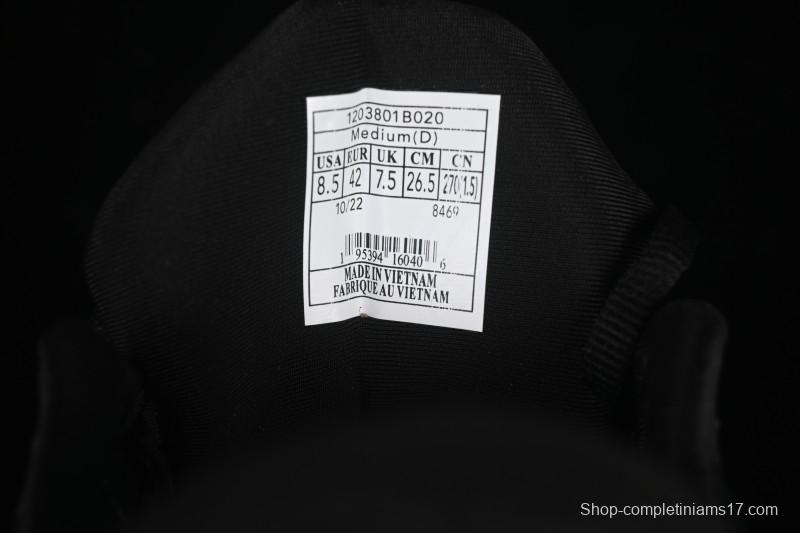 1203801B020
Medium(D)
USA EUR UK CM CN
8.5 42 7.5 26.5 270(1.5)
10/22 8469
1 95394 16040 6
MADE IN VIETNAM
FABRIQUE AU VIETNAM
Shop-completiniams17.com